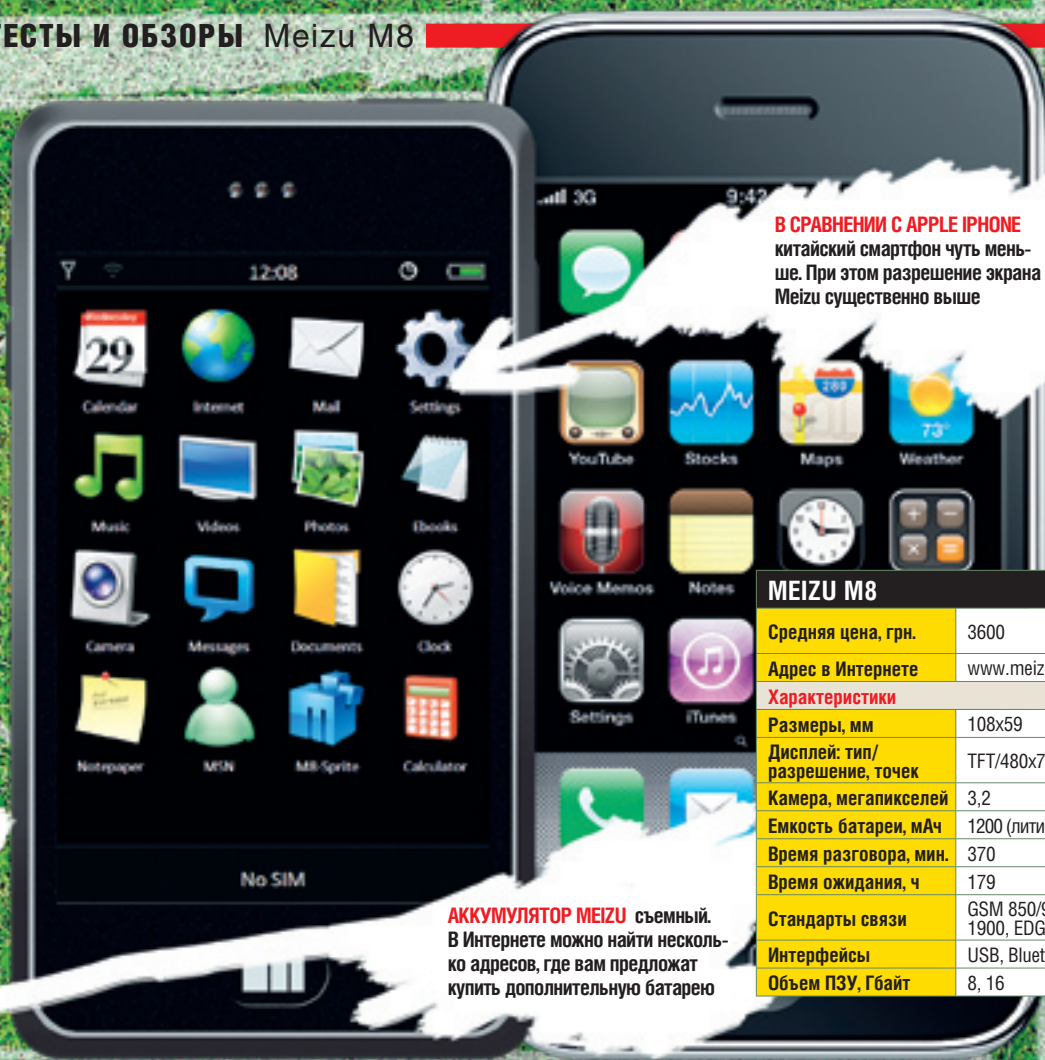 ТЕСТЫ И ОБЗОРЫ Meizu M8
12:08
Wednesday
29
Calendar
Internet
Mail
Settings
Music
Videos
Photos
Ebooks
Camera
Messages
Documents
Clock
Notepaper
MSN
M8-Sprite
Calculator
No SIM
3G
9:42
В СРАВНЕНИИ С APPLE IPHONE
китайский смартфон чуть мень-
ше. При этом разрешение экрана
Meizu существенно выше
280
73°
YouTube
Stocks
Maps
Weather
Voice Memos
Notes
Settings
iTunes
АККУМУЛЯТОР MEIZU съемный.
В Интернете можно найти несколь-
ко адресов, где вам предложат
купить дополнительную батарею
MEIZU M8
Средняя цена, грн. 3600
Адрес в Интернете www.meiz
Характеристики
Размеры, мм 108x59
Дисплей: тип/
разрешение, точек TFT/480x7
Камера, мегапикселей 3,2
Емкость батареи, мАч 1200 (лити
Время разговора, мин. 370
Время ожидания, ч 179
Стандарты связи GSM 850/9
1900, EDG
Интерфейсы USB, Bluet
Объем ПЗУ, Гбайт 8, 16